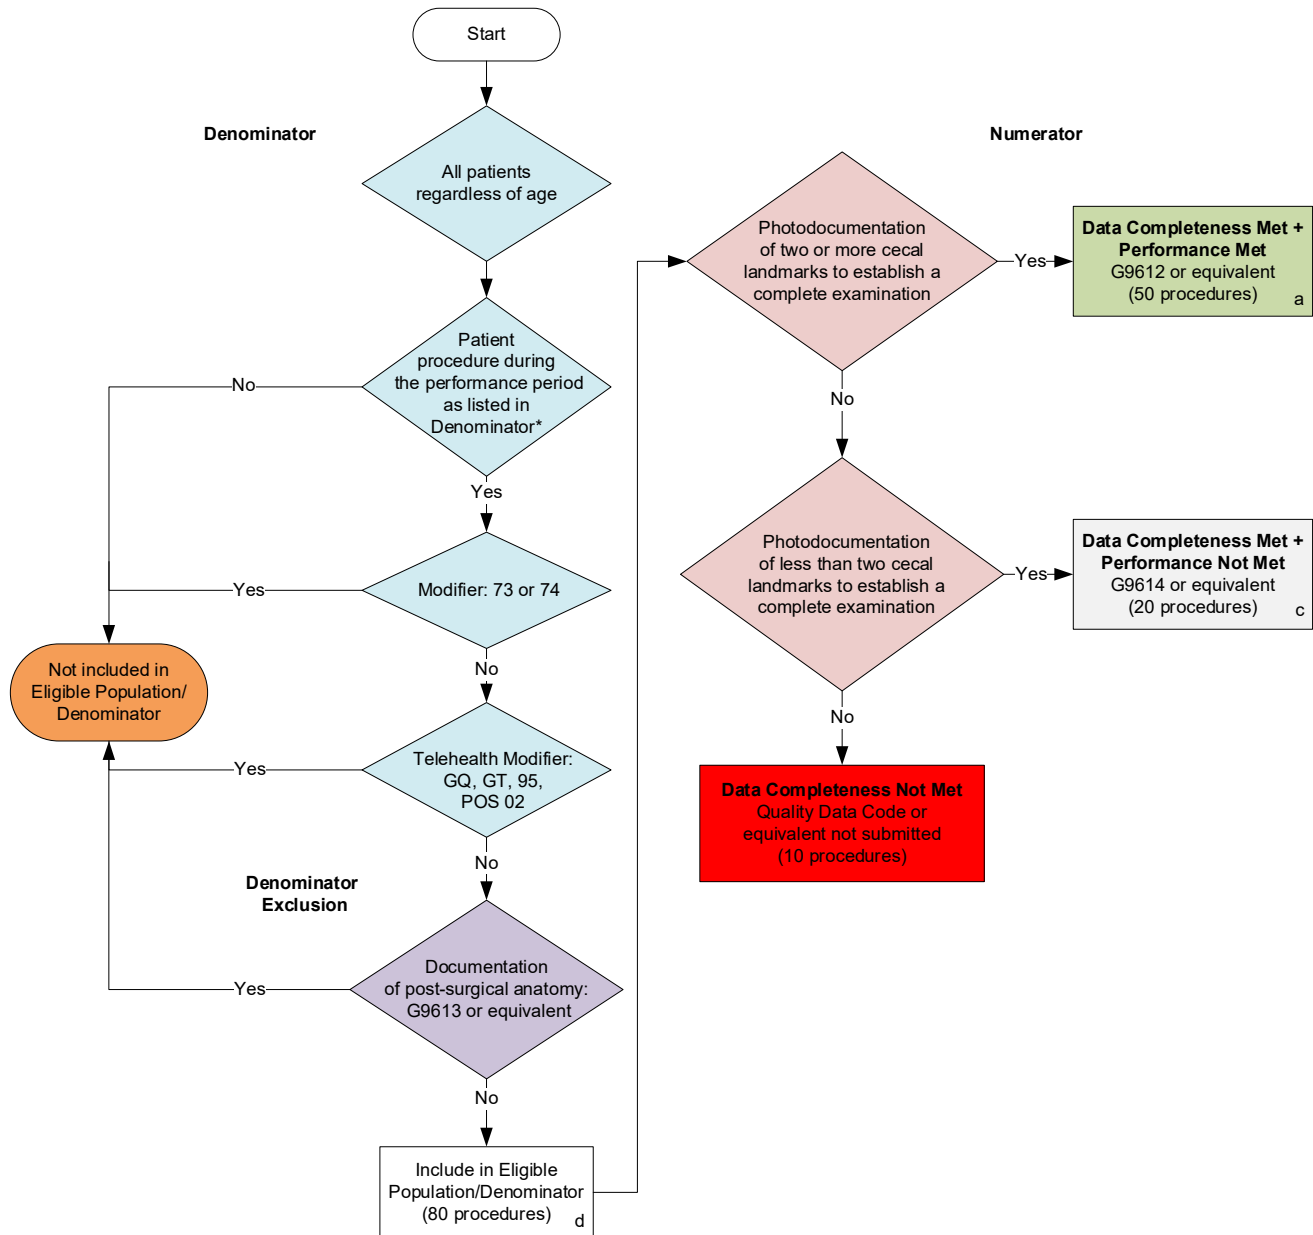 Start
Denominator
All patients
regardless of age
Patient
procedure during
the performance period
as listed in
Denominator*
No
Yes
Modifier: 73 or 74
Yes
No
Not included in
Eligible Population/
Denominator
Telehealth Modifier:
GQ, GT, 95,
POS 02
Yes
No
Denominator
Exclusion
Documentation
of post-surgical anatomy:
G9613 or equivalent
Yes
No
Include in Eligible
Population/Denominator
(80 procedures)
d
Numerator
Photodocumentation
of two or more cecal
landmarks to establish a
complete examination
Yes
Data Completeness Met +
Performance Met
G9612 or equivalent
(50 procedures)
a
No
Photodocumentation
of less than two cecal
landmarks to establish a
complete examination
Yes
Data Completeness Met +
Performance Not Met
G9614 or equivalent
(20 procedures)
c
No
Data Completeness Not Met
Quality Data Code or
equivalent not submitted
(10 procedures)